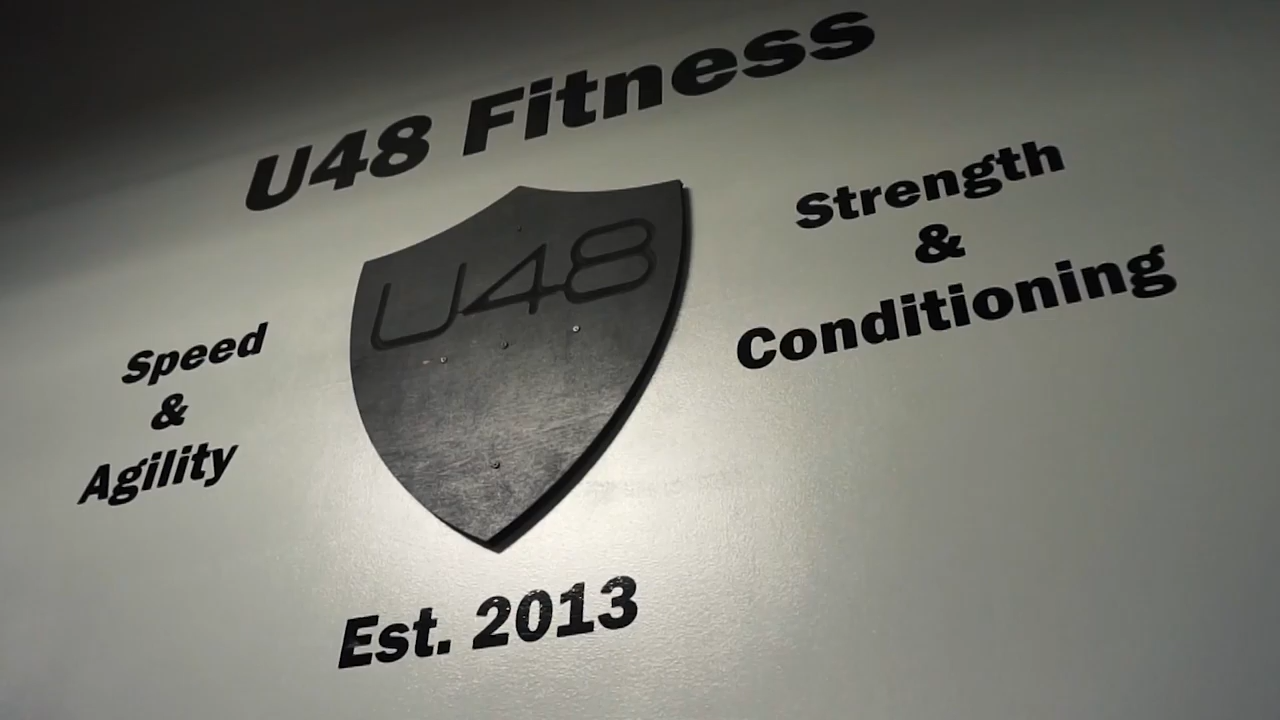 U48 Fitness
U48
Speed
&
Agility
Strength
&
Conditioning
Est. 2013